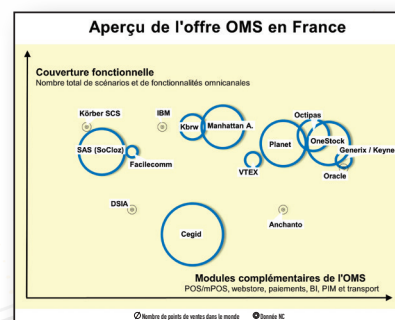 Aperçu de l'offre OMS en France
Couverture fonctionnelle
Nombre total de scénarios et de fonctionnalités omnicanales
Körber SCS
IBM
Octipas
Kbrw
Manhattan A.
OneStock
Planet
Generix / Keyne
SAS (SoCloz)
Facilecomm
VTEX
Oracle
DSIA
Anchanto
Cegid
Modules complémentaires de l'OMS
POS/mPOS, webstore, paiements, BI, PIM et transport
Nombre de points de ventes dans le monde
Donnée NC